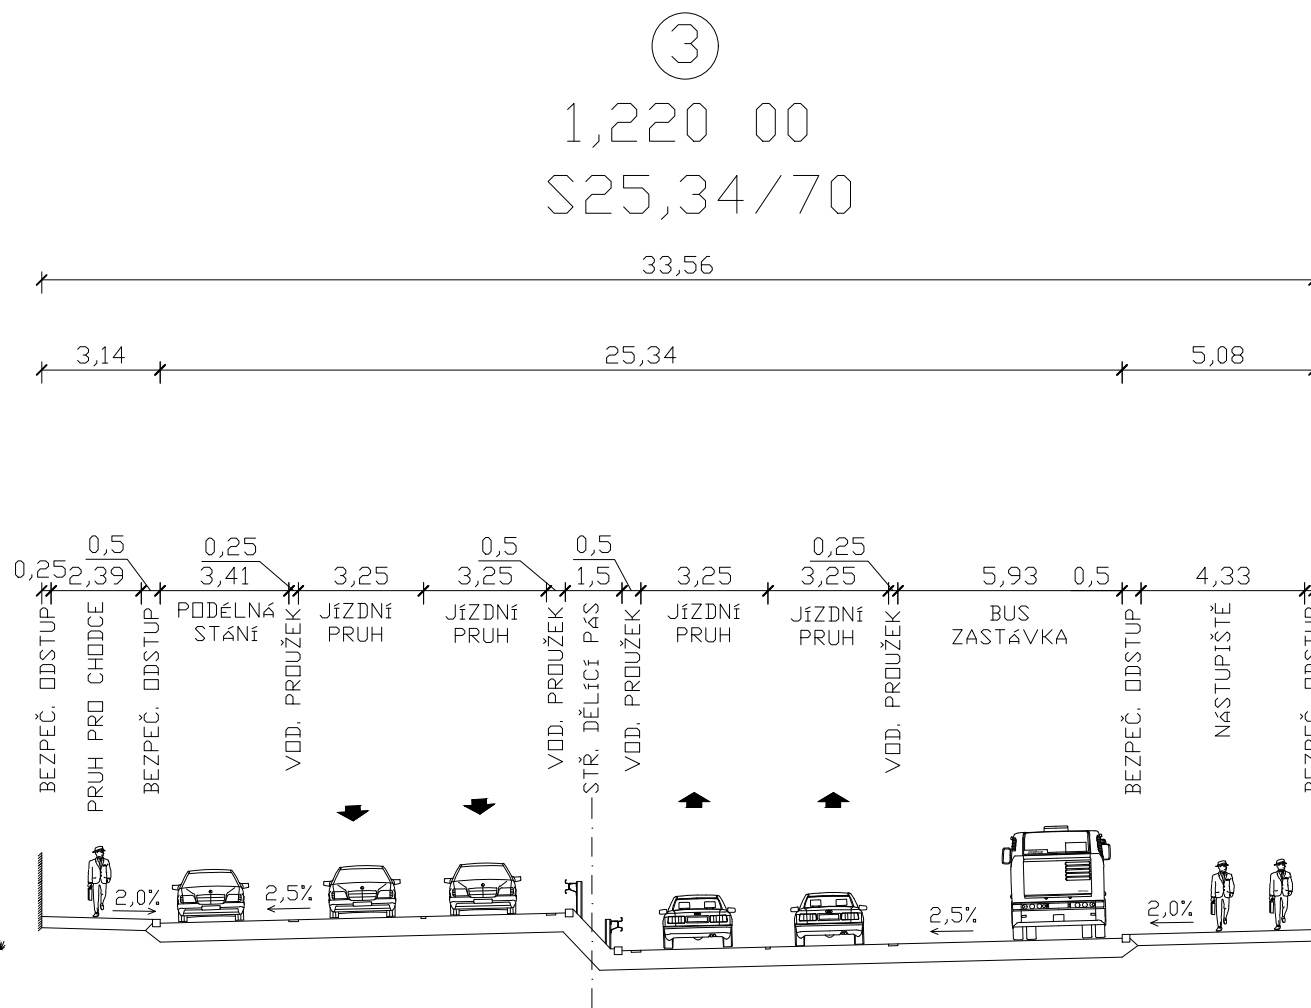 3
1,220 00
S25,34/70
33,56
3,14
25,34
5,08
0,5
0,25
0,5
0,5
0,25
0,25
2,39
3,41
3,25
3,25
1,5
3,25
3,25
5,93
0,5
4,33
BEZPEČ. ODSTUP
PRUH PRO CHODCE
BEZPEČ. ODSTUP
PODÉLNÁ
STÁNÍ
VOD. PROUŽEK
JÍZDNÍ
PRUH
JÍZDNÍ
PRUH
VOD. PROUŽEK
STŘ. DĚLÍCÍ PÁS
VOD. PROUŽEK
JÍZDNÍ
PRUH
JÍZDNÍ
PRUH
VOD. PROUŽEK
BUS
ZASTÁVKA
BEZPEČ. ODSTUP
NÁSTUPIŠTĚ
BEZPEČ. ODSTUP
2,0%
2,5%
2,5%
2,0%